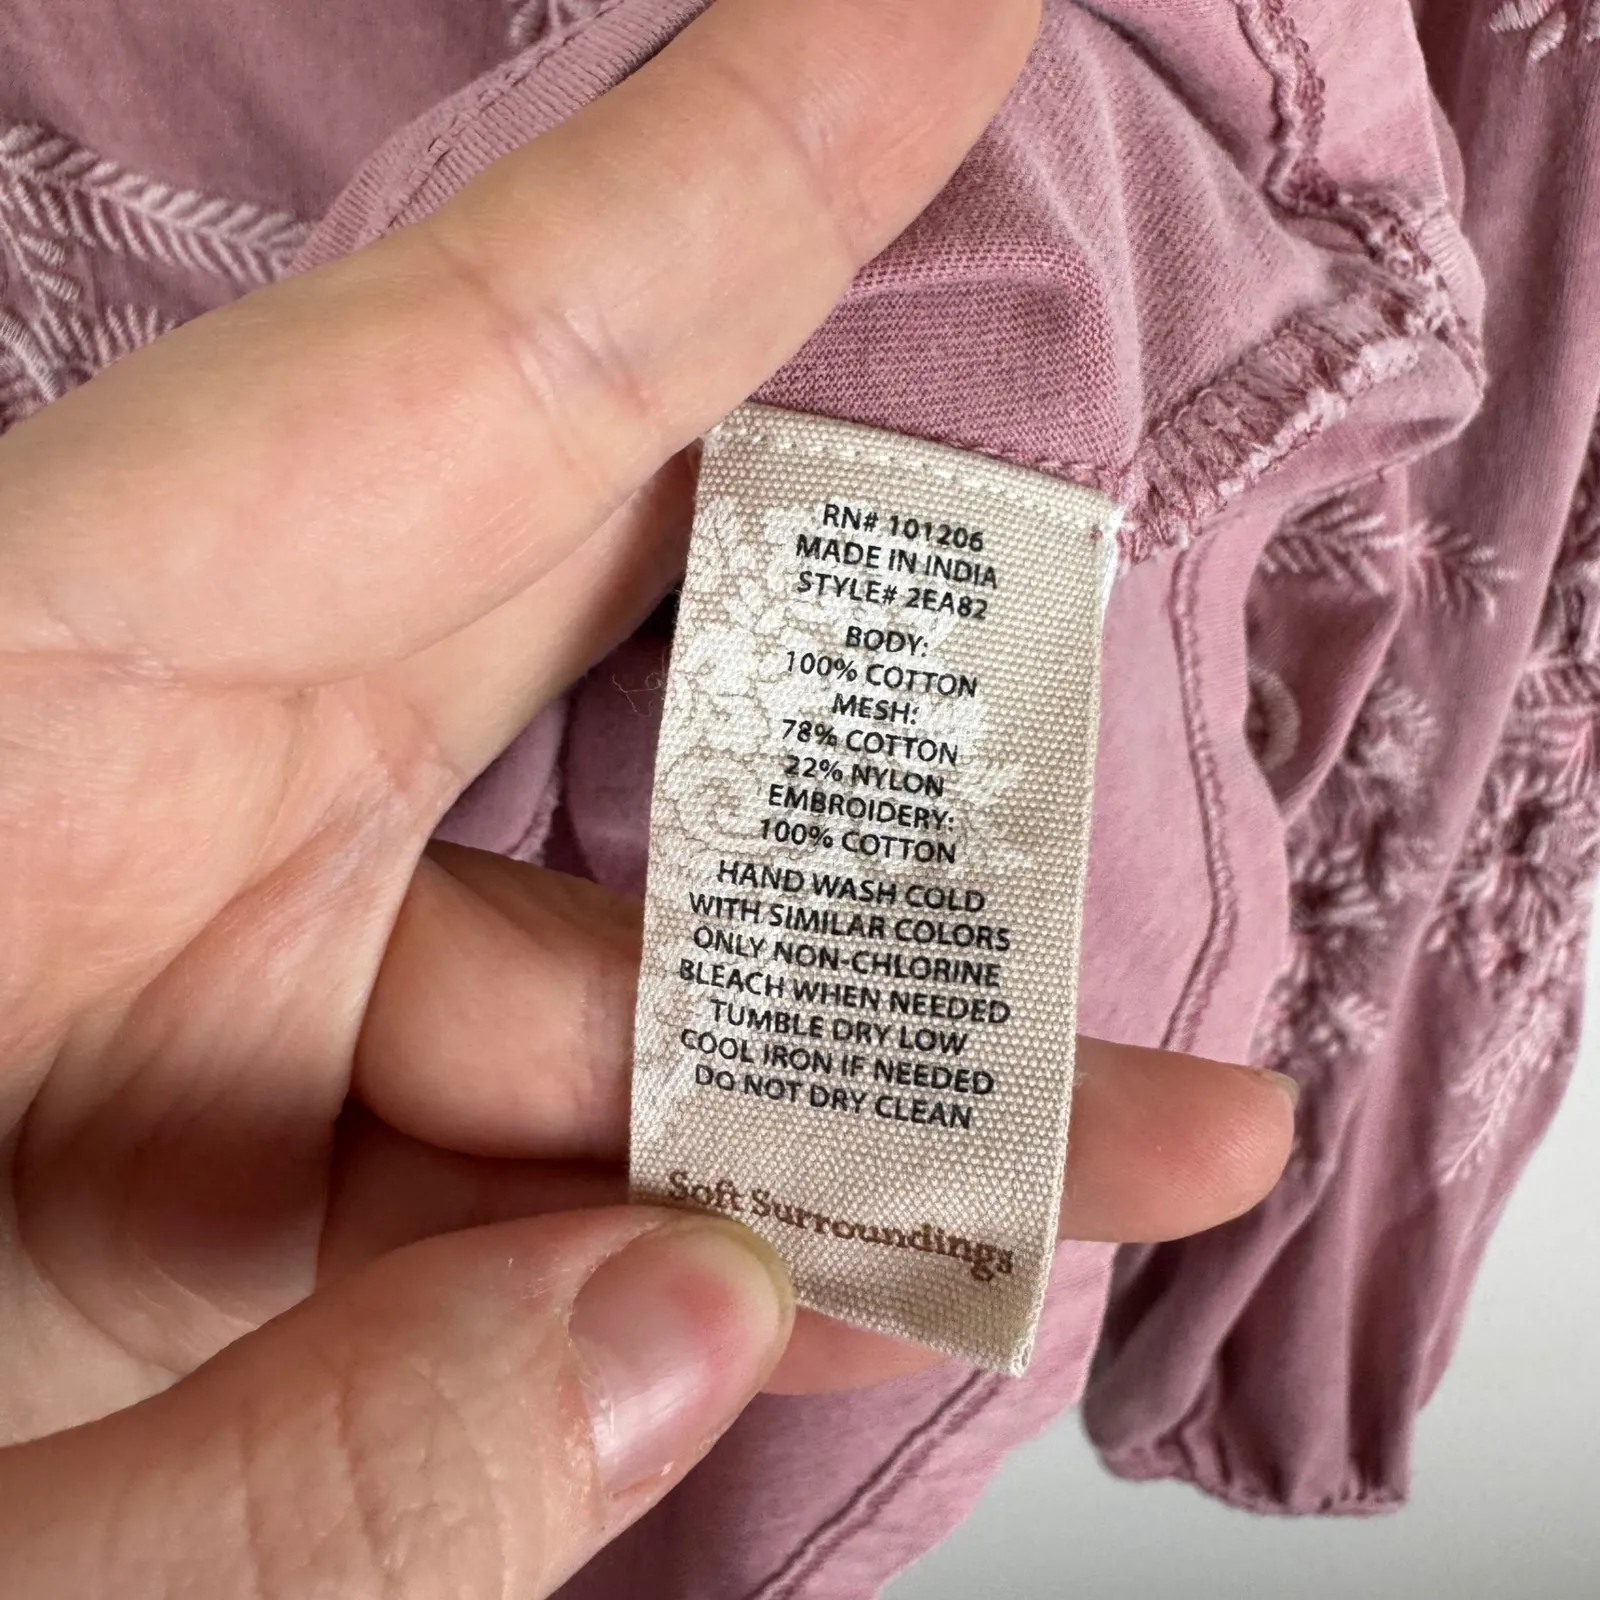 RN# 101206
MADE IN INDIA
STYLE# 2EA82
BODY:
100% COTTON
MESH:
78% COTTON
22% NYLON
EMBROIDERY:
100% COTTON
HAND WASH COLD
WITH SIMILAR COLORS
ONLY NON-CHLORINE
BLEACH WHEN NEEDED
TUMBLE DRY LOW
COOL IRON IF NEEDED
DO NOT DRY CLEAN
Soft Surroundings